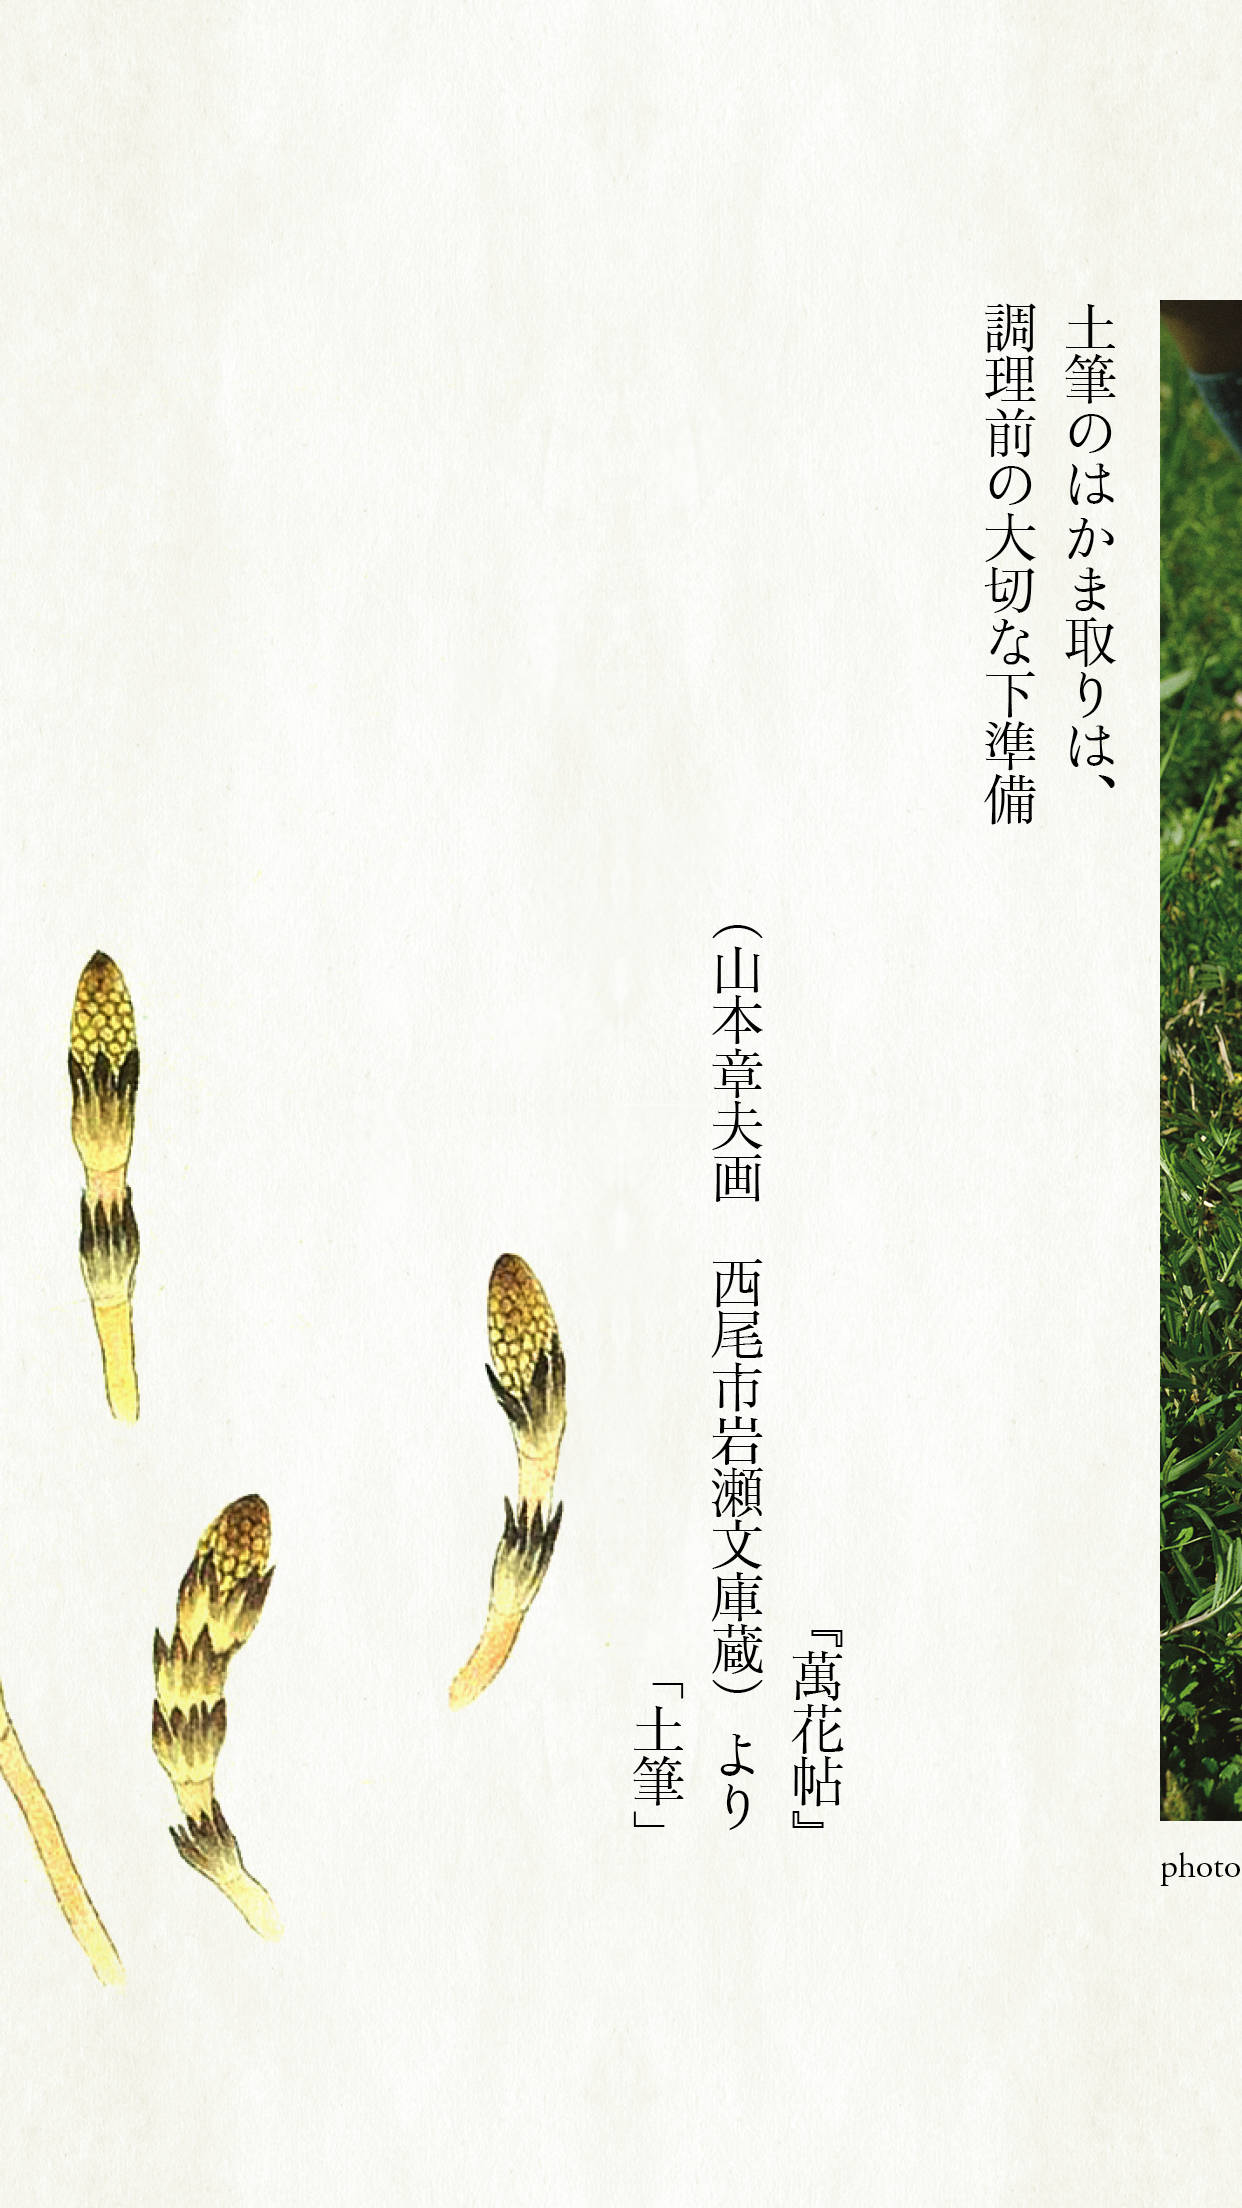 土筆のはかま取りは、
調理前の大切な下準備
『萬花帖』
（山本章夫画　西尾市岩瀬文庫蔵）より
「土筆」
photo